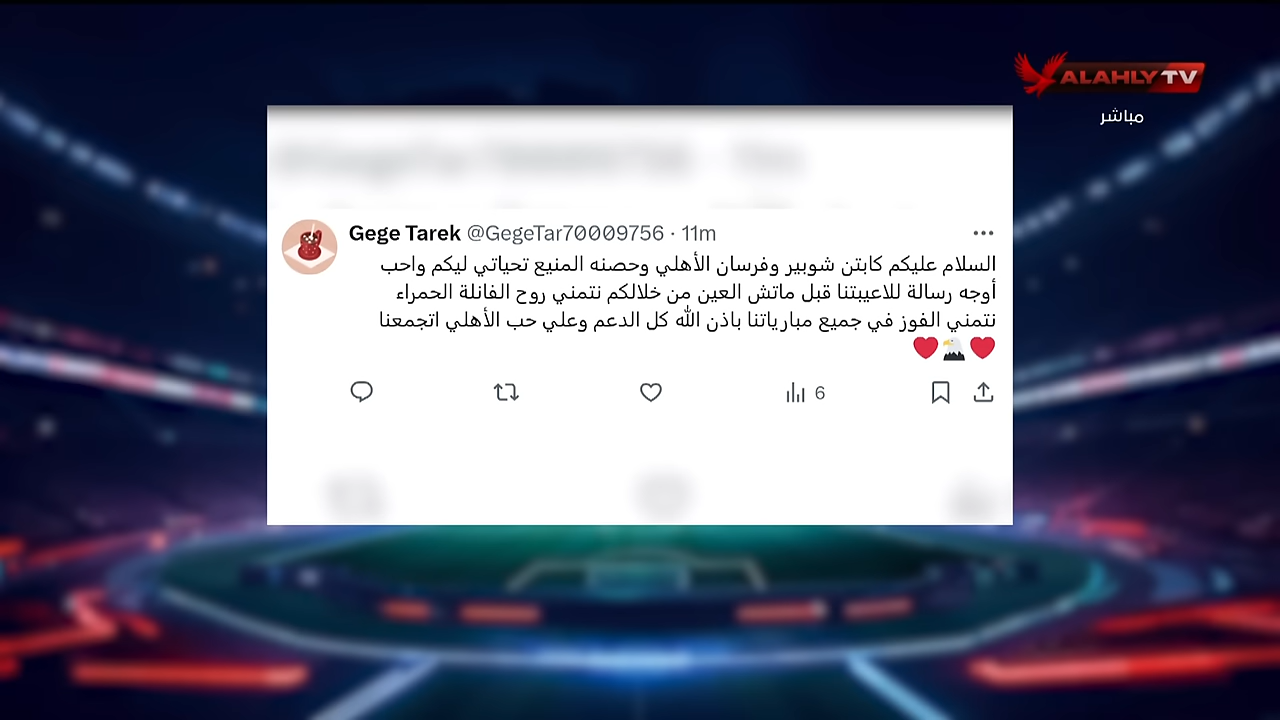 ALAHLY TV
مباشر
Gege Tarek @GegeTar70009756 · 11m
السلام عليكم كابتن شوبير وفرسان الأهلي وحصنه المنيع تحياتي ليكم واحب
أوجه رسالة للاعيبتنا قبل ماتش العين من خلالكم نتمني روح الفانلة الحمراء
نتمني الفوز في جميع مبارياتنا باذن الله كل الدعم وعلي حب الأهلي اتجمعنا
❤️🦅❤️
6